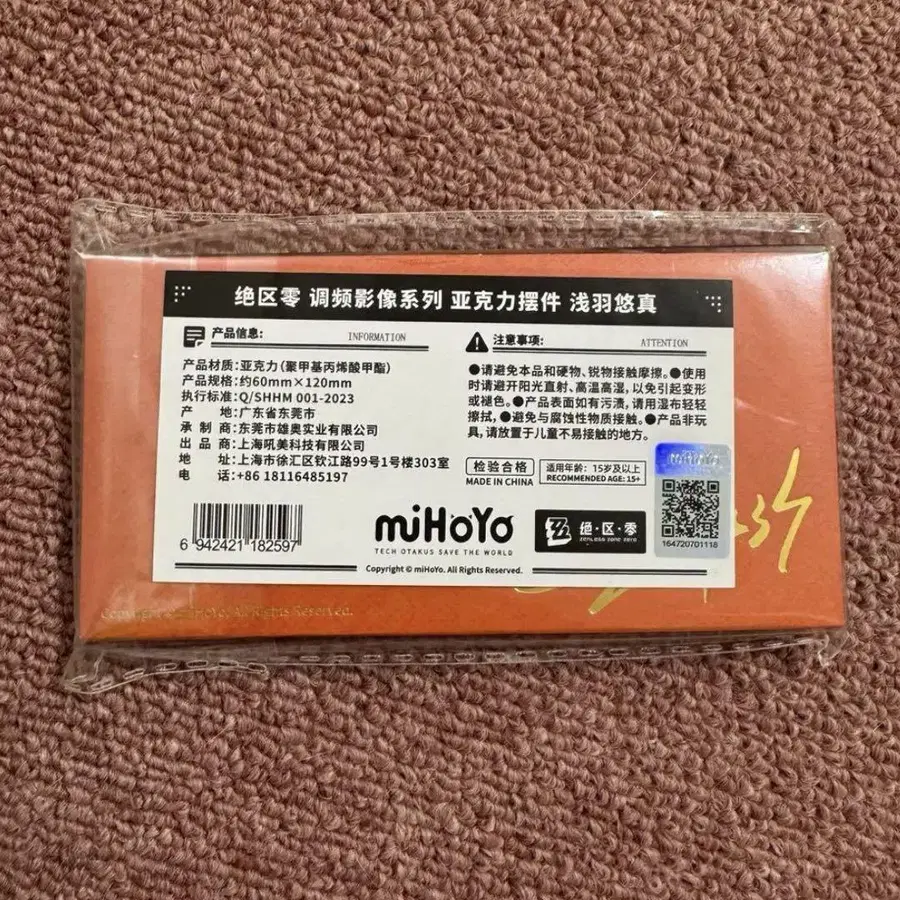 绝区零 调频影像系列 亚克力摆件 浅羽悠真
产品信息: INFORMATION
产品材质:亚克力(聚甲基丙烯酸甲酯)
产品规格:约60mm×120mm
执行标准:Q/SHHM 001-2023
产 地:广东省东莞市
承 制 商:东莞市雄奥实业有限公司
出 品 商:上海吼美科技有限公司
地 址:上海市徐汇区钦江路99号1号楼303室
电 话:+86 18116485197
注意事项: ATTENTION
●请避免本品和硬物、锐物接触摩擦。●使用
时请避开阳光直射、高温高湿,以免引起变形
或褪色。●产品表面如有污渍,请用湿布轻轻
擦拭,●避免与腐蚀性物质接触。●产品非玩
具,请放置于儿童不易接触的地方。
检验合格
MADE IN CHINA
适用年龄:15岁及以上
RECOMMENDED AGE: 15+
miHoYo
164720701118
6 942421 182597
miHoYo
TECH OTAKUS SAVE THE WORLD
绝·区·零
ZENLESS ZONE ZERO
Copyright © miHoYo. All Rights Reserved.
Copyright © miHoYo. All Rights Reserved.